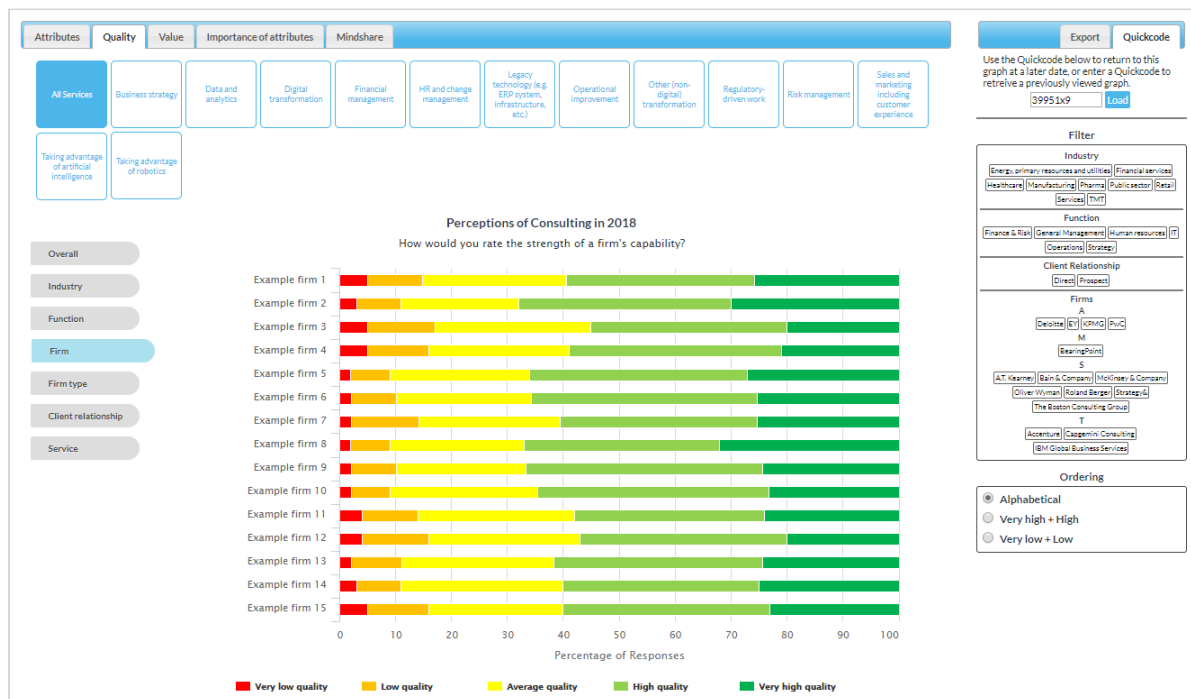 Attributes
Quality
Value
Importance of attributes
Mindshare
All Services
Business strategy
Data and
analytics
Digital
transformation
Financial
management
HR and change
management
Legacy
technology (e.g.
ERP system,
infrastructure,
etc.)
Operational
improvement
Other (non-
digital)
transformation
Regulatory-
driven work
Risk management
Sales and
marketing
including
customer
experience
Taking advantage
of artificial
intelligence
Taking advantage
of robotics
Overall
Industry
Function
Firm
Firm type
Client relationship
Service
Perceptions of Consulting in 2018
How would you rate the strength of a firm's capability?
Example firm 1
Example firm 2
Example firm 3
Example firm 4
Example firm 5
Example firm 6
Example firm 7
Example firm 8
Example firm 9
Example firm 10
Example firm 11
Example firm 12
Example firm 13
Example firm 14
Example firm 15
0 10 20 30 40 50 60 70 80 90 100
Percentage of Responses
Very low quality
Low quality
Average quality
High quality
Very high quality
Export
Quickcode
Use the Quickcode below to return to this
graph at a later date, or enter a Quickcode to
retreive a previously viewed graph.
39951x9 Load
Filter
Industry
Energy, primary resources and utilities Financial services
Healthcare Manufacturing Pharma Public sector Retail
Services TMT
Function
Finance & Risk General Management Human resources IT
Operations Strategy
Client Relationship
Direct Prospect
Firms
A
Deloitte EY KPMG PwC
M
BearingPoint
S
A.T. Kearney Bain & Company McKinsey & Company
Oliver Wyman Roland Berger Strategy&
The Boston Consulting Group
T
Accenture Capgemini Consulting
IBM Global Business Services
Ordering
Alphabetical
Very high + High
Very low + Low